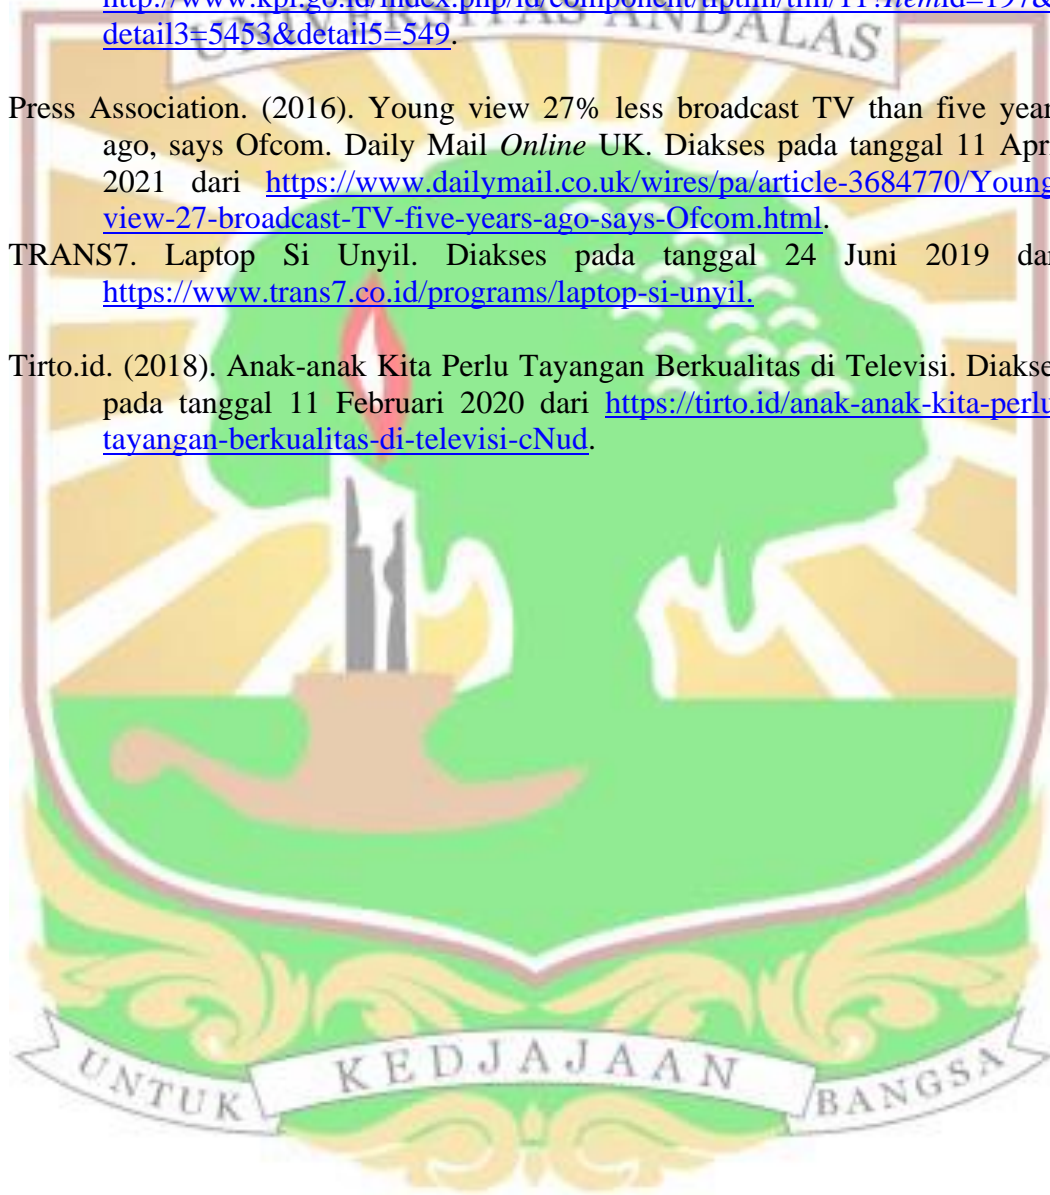 UNIVERSITAS ANDALAS
detail3=5453&detail5=549.
Press Association. (2016). Young view 27% less broadcast TV than five year
ago, says Ofcom. Daily Mail Online UK. Diakses pada tanggal 11 Apr
2021 dari https://www.dailymail.co.uk/wires/pa/article-3684770/Young
view-27-broadcast-TV-five-years-ago-says-Ofcom.html.
TRANS7. Laptop Si Unyil. Diakses pada tanggal 24 Juni 2019 dar
https://www.trans7.co.id/programs/laptop-si-unyil.
Tirto.id. (2018). Anak-anak Kita Perlu Tayangan Berkualitas di Televisi. Diakse
pada tanggal 11 Februari 2020 dari https://tirto.id/anak-anak-kita-perlu
tayangan-berkualitas-di-televisi-cNud.
UNTUK KEDJAJAAN BANGSA